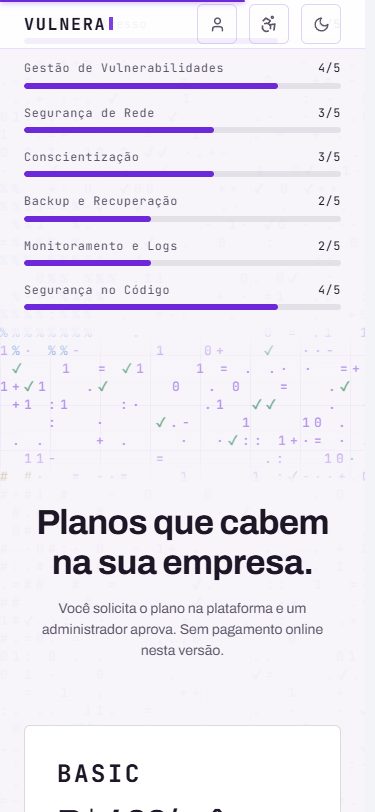 VULNERA
Gestão de Vulnerabilidades 4/5
Segurança de Rede 3/5
Conscientização 3/5
Backup e Recuperação 2/5
Monitoramento e Logs 2/5
Segurança no Código 4/5
Planos que cabem
na sua empresa.
Você solicita o plano na plataforma e um
administrador aprova. Sem pagamento online
nesta versão.
BASIC